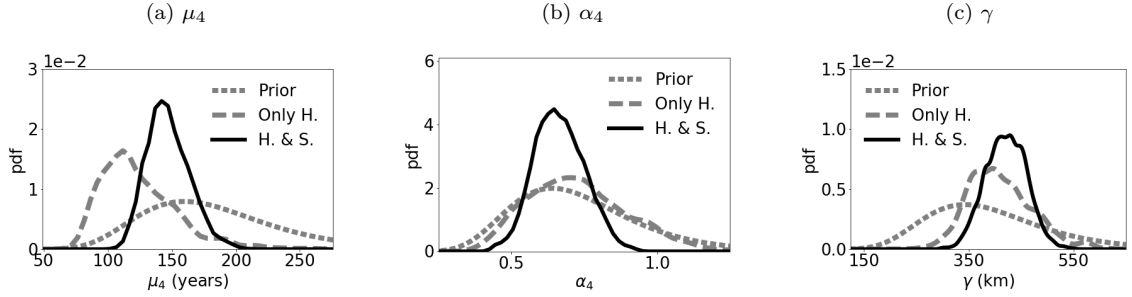 (a) μ₄
1e−2
3
2
1
0
pdf
50 100 150 200 250
μ₄ (years)
Prior
Only H.
H. & S.
(b) α₄
6
4
2
0
pdf
0.5 1.0
α₄
Prior
Only H.
H. & S.
(c) γ
1e−2
1.5
1.0
0.5
0.0
pdf
150 350 550
γ (km)
Prior
Only H.
H. & S.